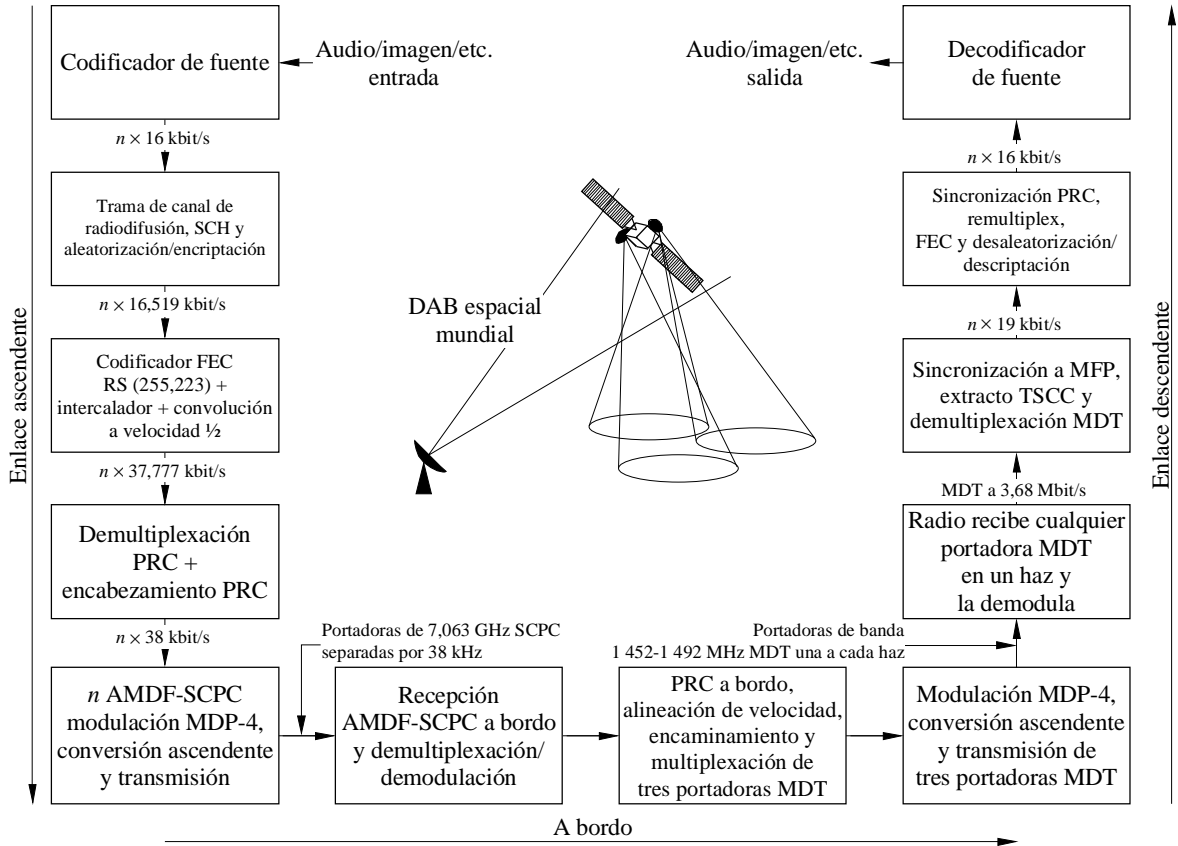 Codificador de fuente
Audio/imagen/etc.
entrada
Audio/imagen/etc.
salida
Decodificador
de fuente
n × 16 kbit/s
n × 16 kbit/s
Trama de canal de
radiodifusión, SCH y
aleatorización/encriptación
Sincronización PRC,
remultiplex,
FEC y desaleatorización/
descriptación
n × 16,519 kbit/s
n × 19 kbit/s
DAB espacial
mundial
Codificador FEC
RS (255,223) +
intercalador + convolución
a velocidad ½
Sincronización a MFP,
extracto TSCC y
demultiplexación MDT
n × 37,777 kbit/s
MDT a 3,68 Mbit/s
Demultiplexación
PRC +
encabezamiento PRC
Radio recibe cualquier
portadora MDT
en un haz y
la demodula
n × 38 kbit/s
Portadoras de 7,063 GHz SCPC
separadas por 38 kHz
Portadoras de banda
1 452-1 492 MHz MDT una a cada haz
n AMDF-SCPC
modulación MDP-4,
conversión ascendente
y transmisión
Recepción
AMDF-SCPC a bordo
y demultiplexación/
demodulación
PRC a bordo,
alineación de velocidad,
encaminamiento y
multiplexación de
tres portadoras MDT
Modulación MDP-4,
conversión ascendente
y transmisión de
tres portadoras MDT
A bordo
Enlace ascendente
Enlace descendente